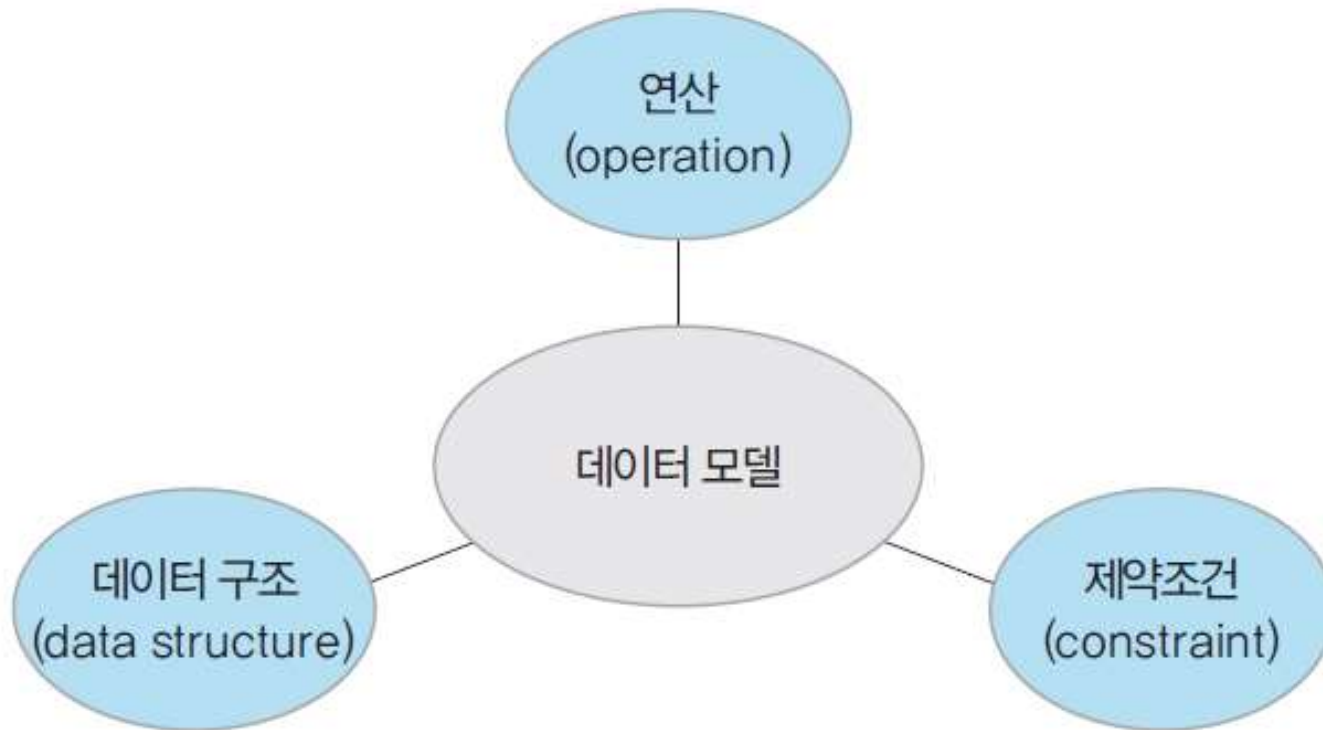 연산
(operation)
데이터 모델
데이터 구조
(data structure)
제약조건
(constraint)